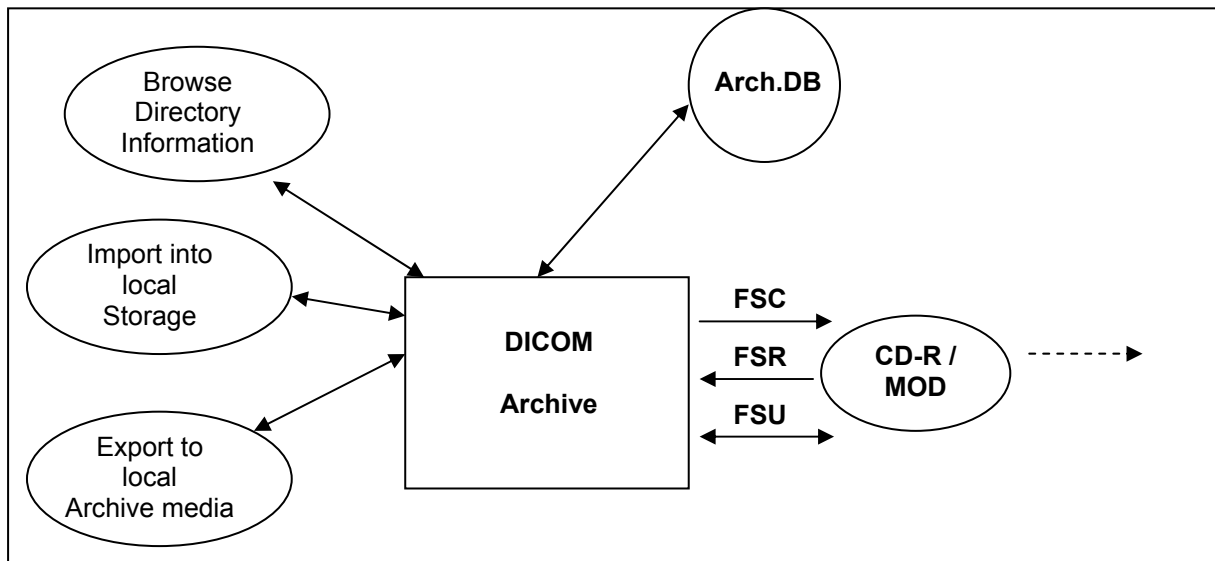 Browse
Directory
Information
Arch.DB
Import into
local
Storage
DICOM
Archive
FSC
FSR
FSU
CD-R /
MOD
Export to
local
Archive media